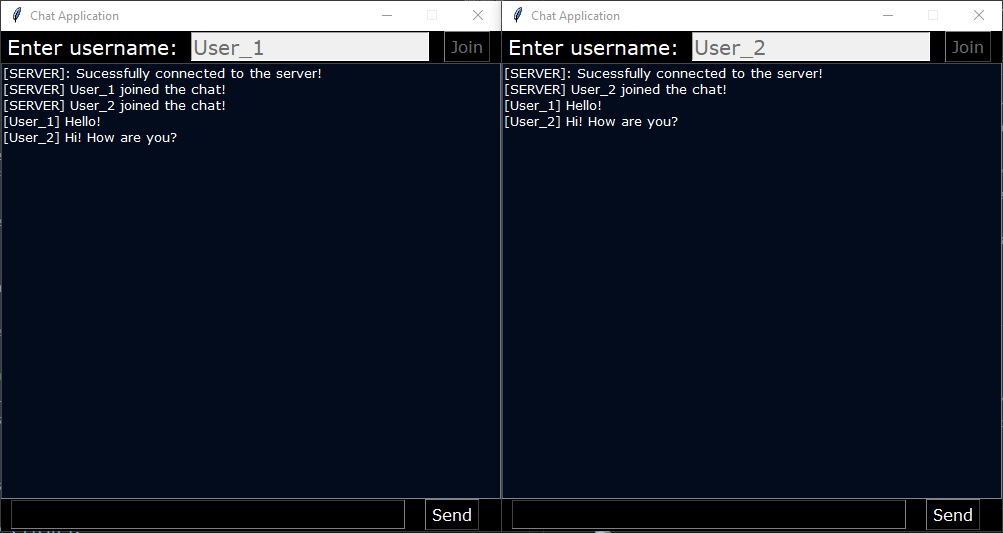 Chat Application
Enter username: User_1 Join
[SERVER]: Sucessfully connected to the server!
[SERVER] User_1 joined the chat!
[SERVER] User_2 joined the chat!
[User_1] Hello!
[User_2] Hi! How are you?
Send
Chat Application
Enter username: User_2 Join
[SERVER]: Sucessfully connected to the server!
[SERVER] User_2 joined the chat!
[User_1] Hello!
[User_2] Hi! How are you?
Send